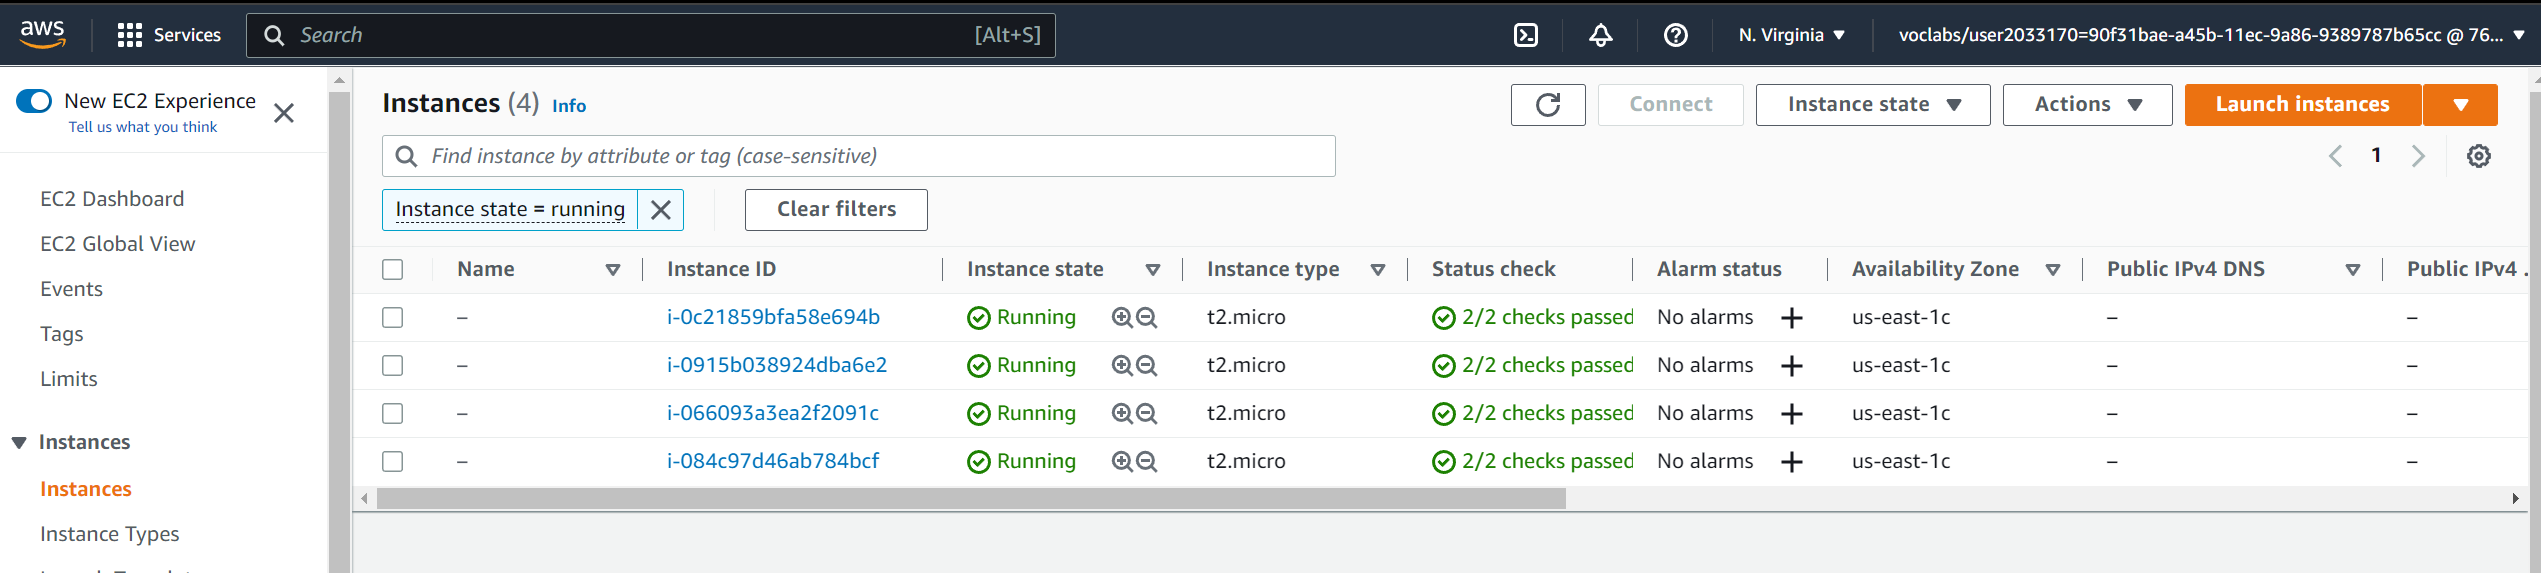 aws Services Search [Alt+S] N. Virginia voclabs/user2033170=90f31bae-a45b-11ec-9a86-9389787b65cc @ 76...
New EC2 Experience
Tell us what you think
EC2 Dashboard
EC2 Global View
Events
Tags
Limits
Instances
Instances
Instance Types
Instances (4) Info Connect Instance state Actions Launch instances
Find instance by attribute or tag (case-sensitive) 1
Instance state = running Clear filters
Name Instance ID Instance state Instance type Status check Alarm status Availability Zone Public IPv4 DNS Public IPv4 .
– i-0c21859bfa58e694b Running t2.micro 2/2 checks passed No alarms + us-east-1c – –
– i-0915b038924dba6e2 Running t2.micro 2/2 checks passed No alarms + us-east-1c – –
– i-066093a3ea2f2091c Running t2.micro 2/2 checks passed No alarms + us-east-1c – –
– i-084c97d46ab784bcf Running t2.micro 2/2 checks passed No alarms + us-east-1c – –